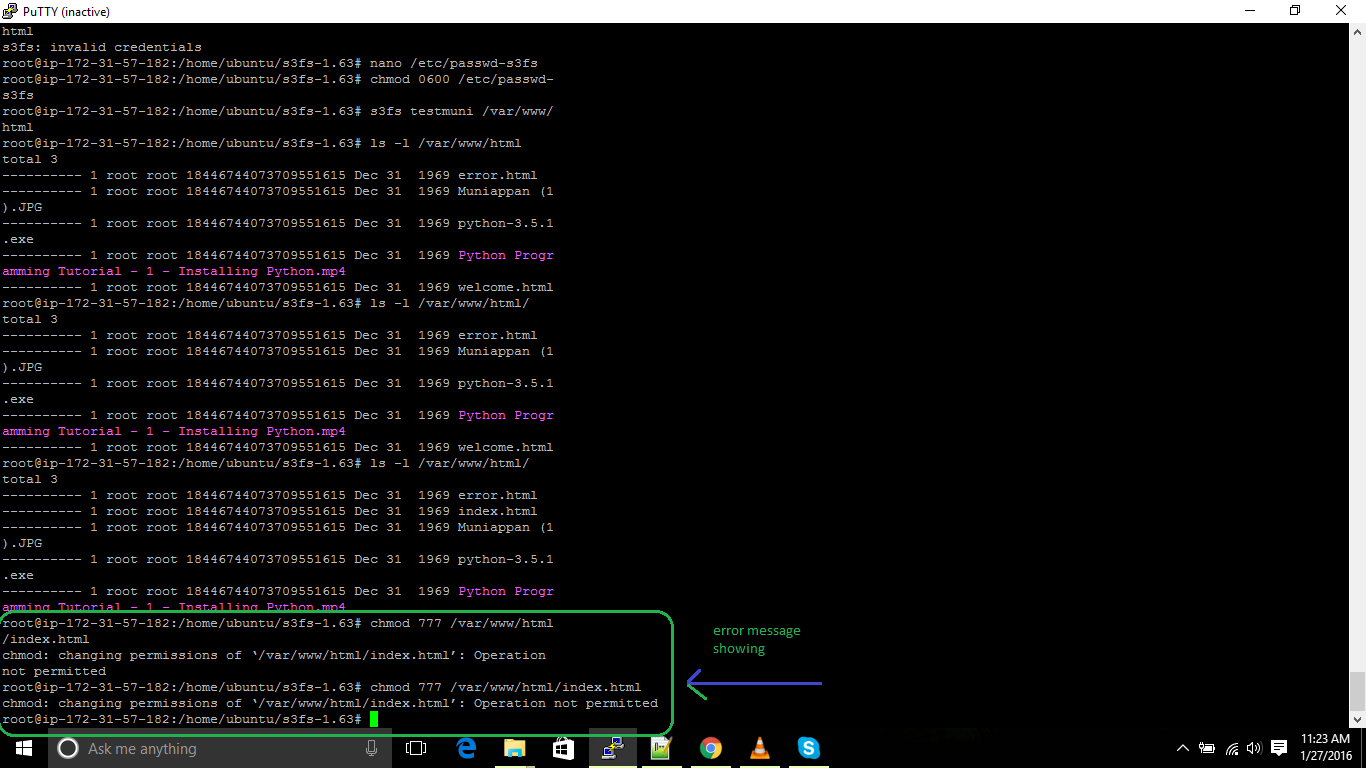 PuTTY (inactive)
html
s3fs: invalid credentials
root@ip-172-31-57-182:/home/ubuntu/s3fs-1.63# nano /etc/passwd-s3fs
root@ip-172-31-57-182:/home/ubuntu/s3fs-1.63# chmod 0600 /etc/passwd-
s3fs
root@ip-172-31-57-182:/home/ubuntu/s3fs-1.63# s3fs testmuni /var/www/
html
root@ip-172-31-57-182:/home/ubuntu/s3fs-1.63# ls -l /var/www/html
total 3
---------- 1 root root 18446744073709551615 Dec 31  1969 error.html
---------- 1 root root 18446744073709551615 Dec 31  1969 Muniappan (1
).JPG
---------- 1 root root 18446744073709551615 Dec 31  1969 python-3.5.1
.exe
---------- 1 root root 18446744073709551615 Dec 31  1969 Python Progr
amming Tutorial - 1 - Installing Python.mp4
---------- 1 root root 18446744073709551615 Dec 31  1969 welcome.html
root@ip-172-31-57-182:/home/ubuntu/s3fs-1.63# ls -l /var/www/html/
total 3
---------- 1 root root 18446744073709551615 Dec 31  1969 error.html
---------- 1 root root 18446744073709551615 Dec 31  1969 Muniappan (1
).JPG
---------- 1 root root 18446744073709551615 Dec 31  1969 python-3.5.1
.exe
---------- 1 root root 18446744073709551615 Dec 31  1969 Python Progr
amming Tutorial - 1 - Installing Python.mp4
---------- 1 root root 18446744073709551615 Dec 31  1969 welcome.html
root@ip-172-31-57-182:/home/ubuntu/s3fs-1.63# ls -l /var/www/html/
total 3
---------- 1 root root 18446744073709551615 Dec 31  1969 error.html
---------- 1 root root 18446744073709551615 Dec 31  1969 index.html
---------- 1 root root 18446744073709551615 Dec 31  1969 Muniappan (1
).JPG
---------- 1 root root 18446744073709551615 Dec 31  1969 python-3.5.1
.exe
---------- 1 root root 18446744073709551615 Dec 31  1969 Python Progr
amming Tutorial - 1 - Installing Python.mp4
root@ip-172-31-57-182:/home/ubuntu/s3fs-1.63# chmod 777 /var/www/html
/index.html
chmod: changing permissions of ‘/var/www/html/index.html’: Operation
not permitted
root@ip-172-31-57-182:/home/ubuntu/s3fs-1.63# chmod 777 /var/www/html/index.html
chmod: changing permissions of ‘/var/www/html/index.html’: Operation not permitted
root@ip-172-31-57-182:/home/ubuntu/s3fs-1.63#
error message
showing
Ask me anything
11:23 AM
1/27/2016